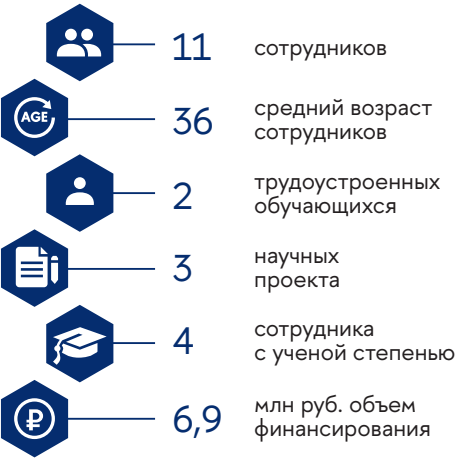 11 сотрудников
AGE
36 средний возраст
сотрудников
2 трудоустроенных
обучающихся
3 научных
проекта
4 сотрудника
с ученой степенью
₽
6,9 млн руб. объем
финансирования